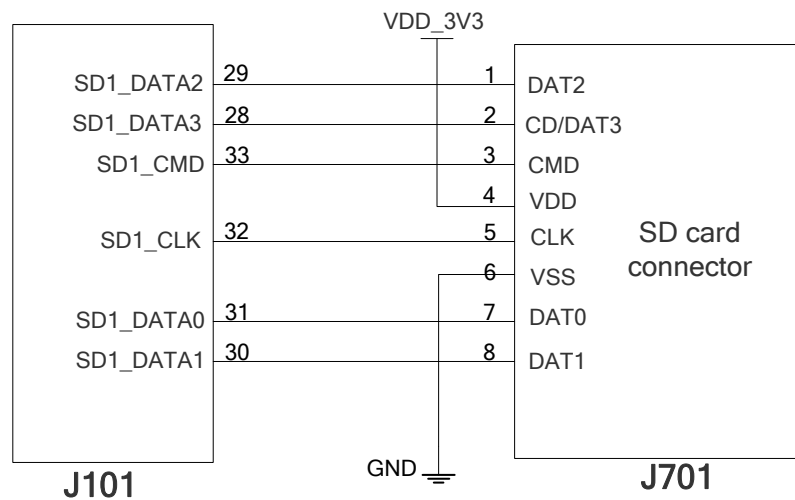 VDD_3V3
SD1_DATA2 29 1 DAT2
SD1_DATA3 28 2 CD/DAT3
SD1_CMD 33 3 CMD
4 VDD
SD1_CLK 32 5 CLK
SD card
connector
6 VSS
SD1_DATA0 31 7 DAT0
SD1_DATA1 30 8 DAT1
GND
J101
J701